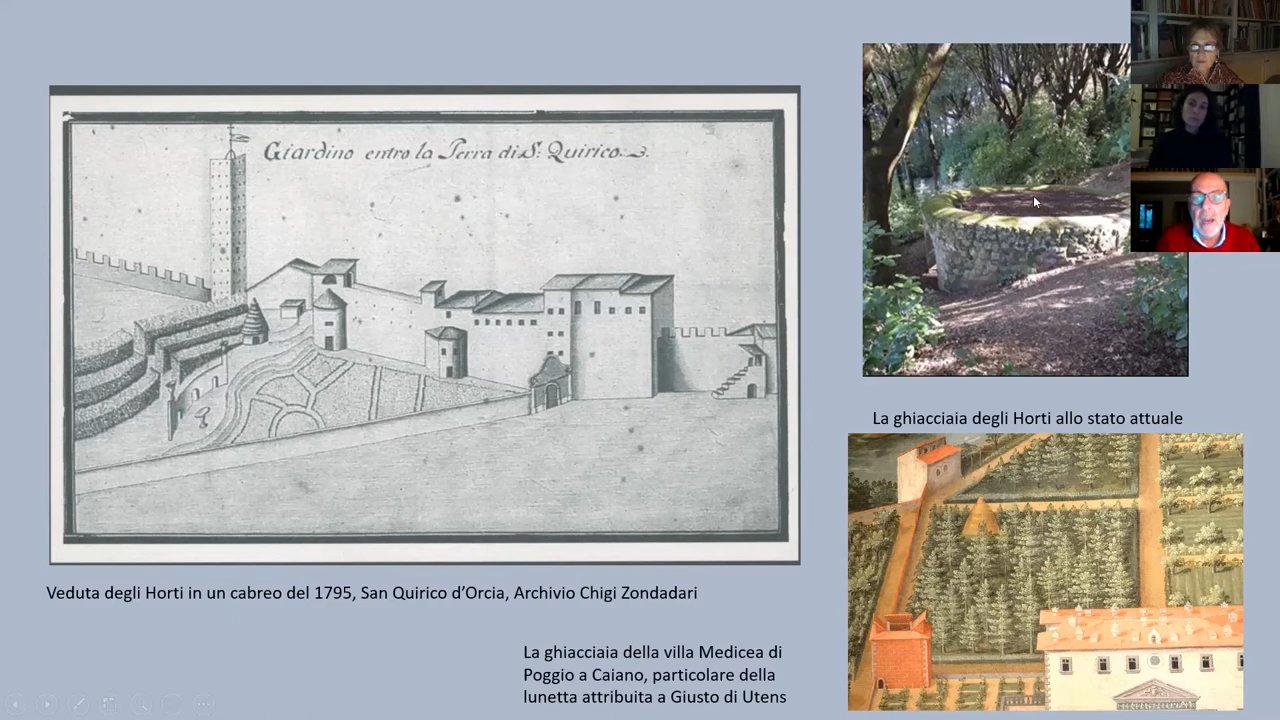 Giardino entro la Terra di S. Quirico.
La ghiacciaia degli Horti allo stato attuale
Veduta degli Horti in un cabreo del 1795, San Quirico d’Orcia, Archivio Chigi Zondadari
La ghiacciaia della villa Medicea di
Poggio a Caiano, particolare della
lunetta attribuita a Giusto di Utens